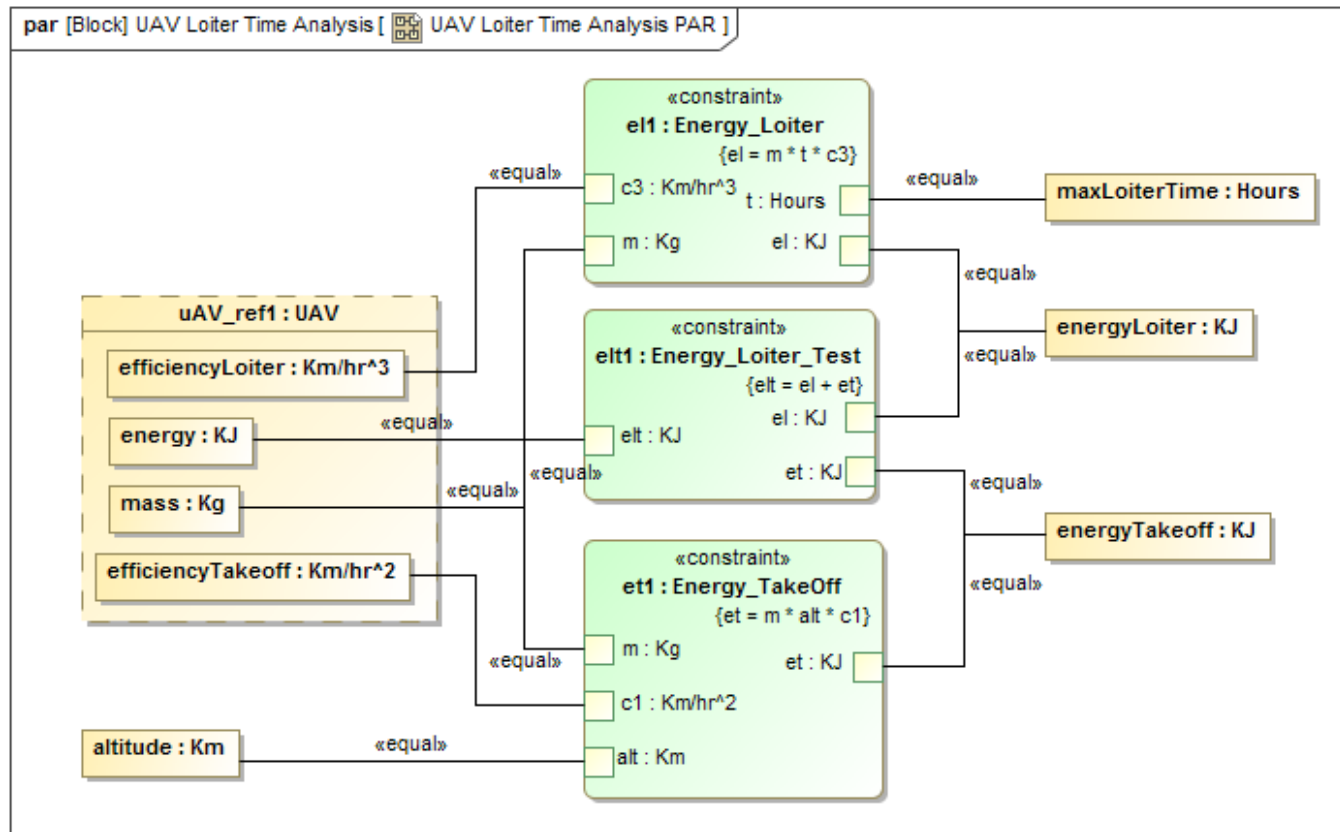 par [Block] UAV Loiter Time Analysis [ UAV Loiter Time Analysis PAR ]
«constraint»
el1 : Energy_Loiter
{el = m * t * c3}
«equal»
c3 : Km/hr^3
t : Hours
«equal»
maxLoiterTime : Hours
m : Kg
el : KJ
«equal»
uAV_ref1 : UAV
efficiencyLoiter : Km/hr^3
energy : KJ
mass : Kg
efficiencyTakeoff : Km/hr^2
«equal»
«equal»
«equal»
«constraint»
elt1 : Energy_Loiter_Test
{elt = el + et}
el : KJ
elt : KJ
et : KJ
energyLoiter : KJ
«equal»
«equal»
energyTakeoff : KJ
«equal»
«constraint»
et1 : Energy_TakeOff
{et = m * alt * c1}
m : Kg
et : KJ
«equal»
c1 : Km/hr^2
altitude : Km
«equal»
alt : Km